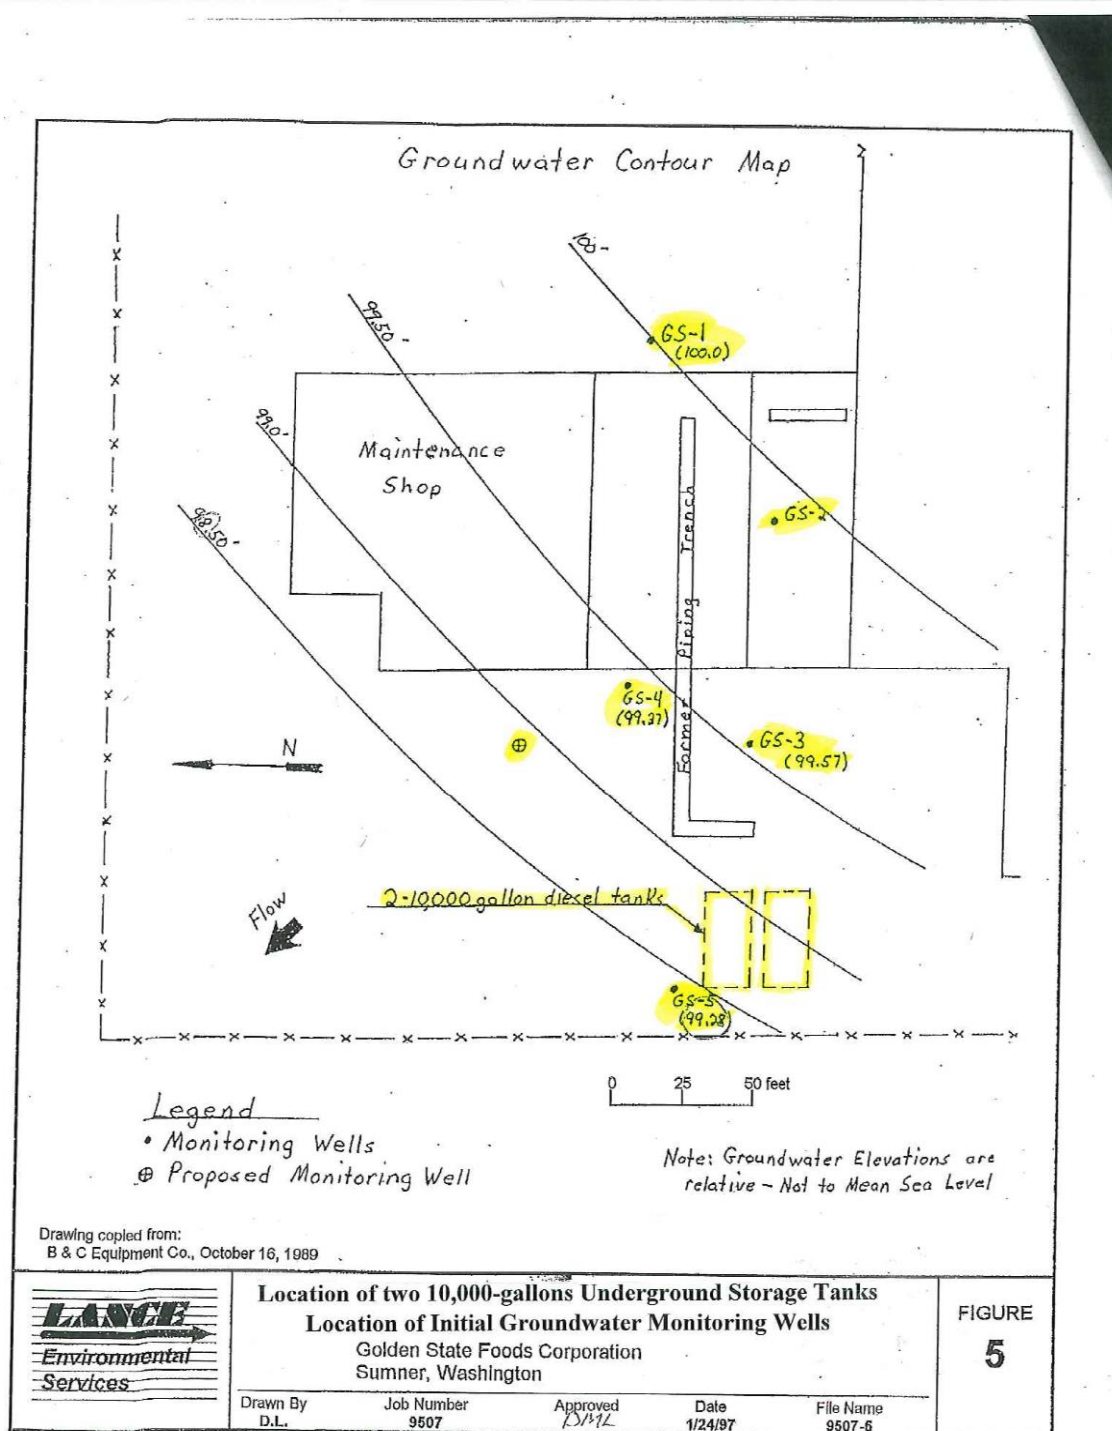 Groundwater Contour Map
N
100 -
99.50 -
GS-1
(100.0)
99.0'
Maintenance
Shop
98.50 -
GS-2
Former Piping Trench
GS-4
(99.37)
GS-3
(99.57)
N
2-10,000 gallon diesel tanks
Flow
GS-5
(99.28)
0 25 50 feet
Legend
• Monitoring Wells
⊕ Proposed Monitoring Well
Note: Groundwater Elevations are
relative - Not to Mean Sea Level
Drawing copied from:
B & C Equipment Co., October 16, 1989
LANCE
Environmental
Services
Location of two 10,000-gallons Underground Storage Tanks
Location of Initial Groundwater Monitoring Wells
Golden State Foods Corporation
Sumner, Washington
FIGURE
5
Drawn By Job Number Approved Date File Name
D.L. 9507 DML 1/24/97 9507-6